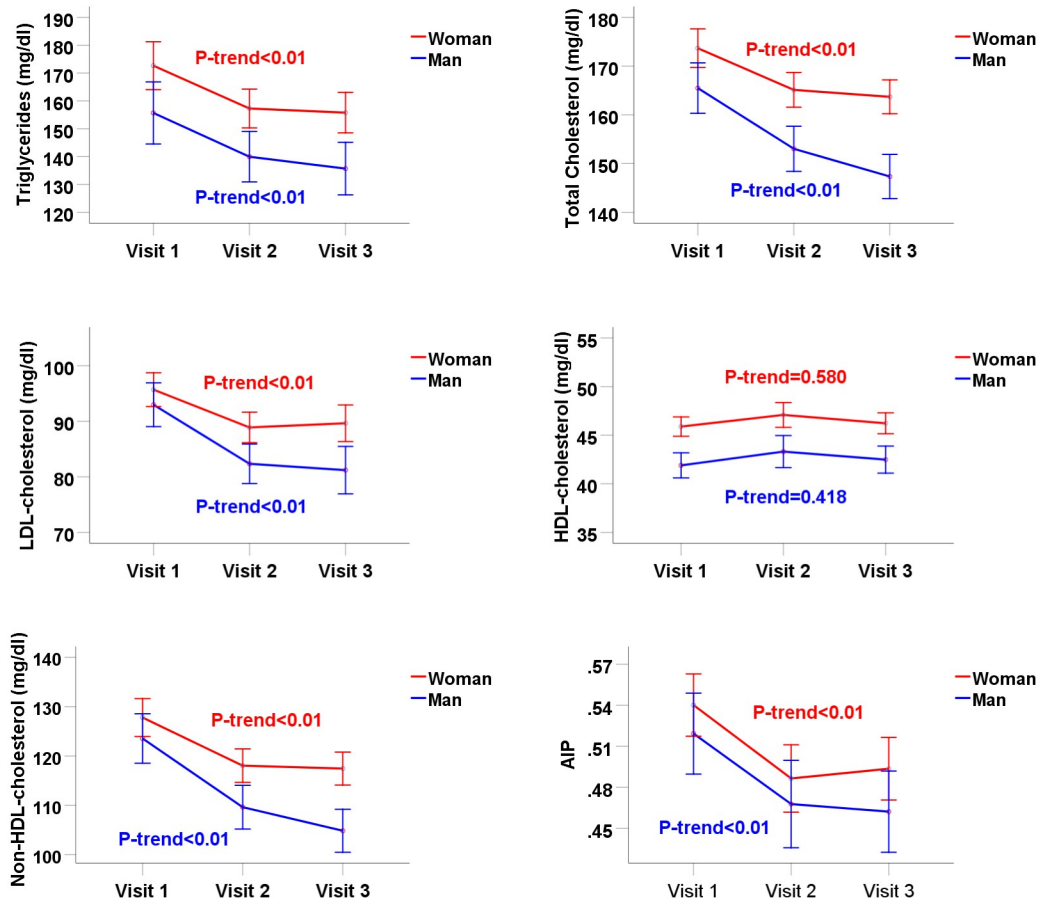 Triglycerides (mg/dl)
190
180
170
160
150
140
130
120
P-trend<0.01
P-trend<0.01
Woman
Man
Visit 1 Visit 2 Visit 3
Total Cholesterol (mg/dl)
180
170
160
150
140
P-trend<0.01
P-trend<0.01
Woman
Man
Visit 1 Visit 2 Visit 3
LDL-cholesterol (mg/dl)
100
90
80
70
P-trend<0.01
P-trend<0.01
Woman
Man
Visit 1 Visit 2 Visit 3
HDL-cholesterol (mg/dl)
55
50
45
40
35
P-trend=0.580
P-trend=0.418
Woman
Man
Visit 1 Visit 2 Visit 3
Non-HDL-cholesterol (mg/dl)
140
130
120
110
100
P-trend<0.01
P-trend<0.01
Woman
Man
Visit 1 Visit 2 Visit 3
AIP
.57
.54
.51
.48
.45
P-trend<0.01
P-trend<0.01
Woman
Man
Visit 1 Visit 2 Visit 3